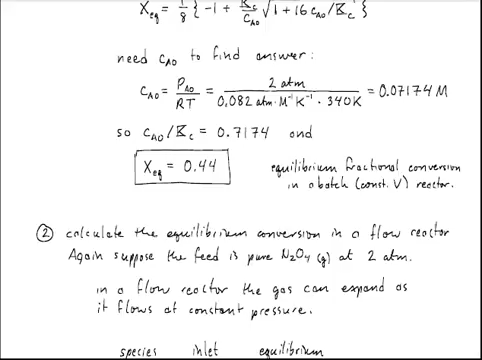 X_eq = 1/8 { -1 + K_c/C_A0 √1 + 16 C_A0/K_c }
need C_A0 to find answer:
C_A0 = P_A0/RT = 2 atm/0.082 atm·M⁻¹K⁻¹ · 340K = 0.07174 M
so C_A0/K_c = 0.7174 and
X_eq = 0.44 equilibrium fractional conversion
in a batch (const. V) reactor.
② calculate the equilibrium conversion in a flow reactor
Again suppose the feed is pure N₂O₄ (g) at 2 atm.
in a flow reactor the gas can expand as
it flows at constant pressure.
species inlet equilibrium